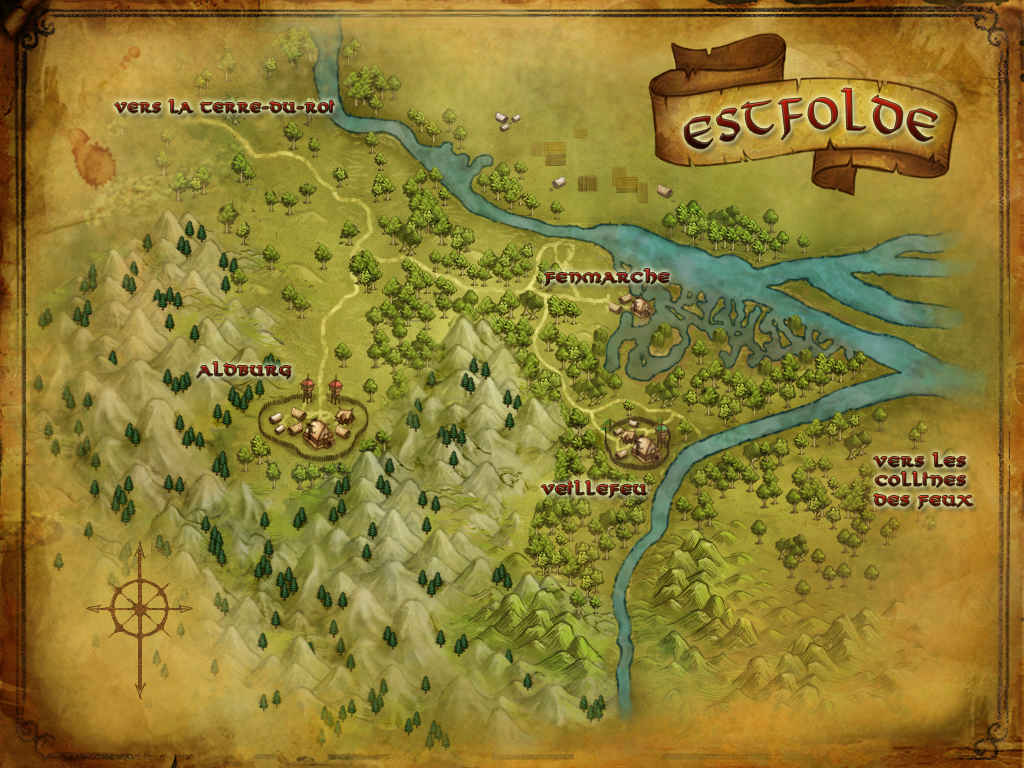 ESTFOLDE
VERS LA TERRE-DU-ROI
FENMARCHE
ALDBURG
VEILLEFEU
VERS LES
COLLINES
DES FEUX